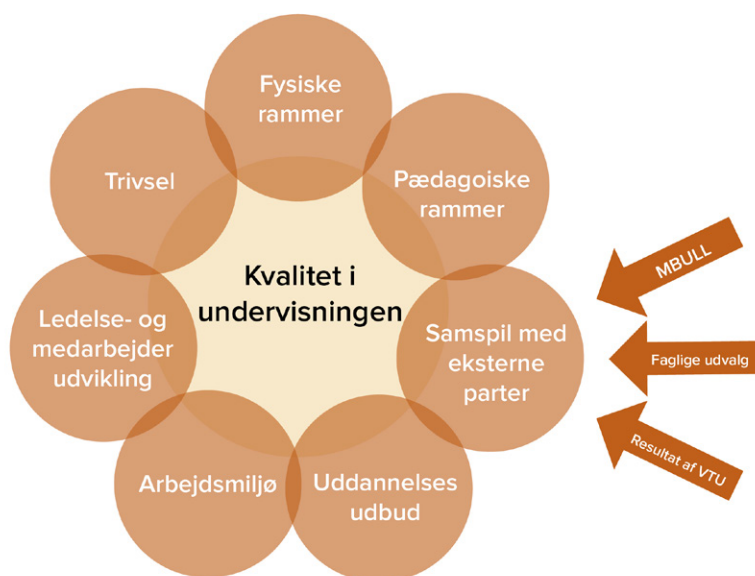 Fysiske
rammer
Trivsel
Pædagoiske
rammer
Kvalitet i
undervisningen
Ledelse- og
medarbejder
udvikling
Samspil med
eksterne
parter
Arbejdsmiljø
Uddannelses
udbud
MBULL
Faglige udvalg
Resultat af VTU